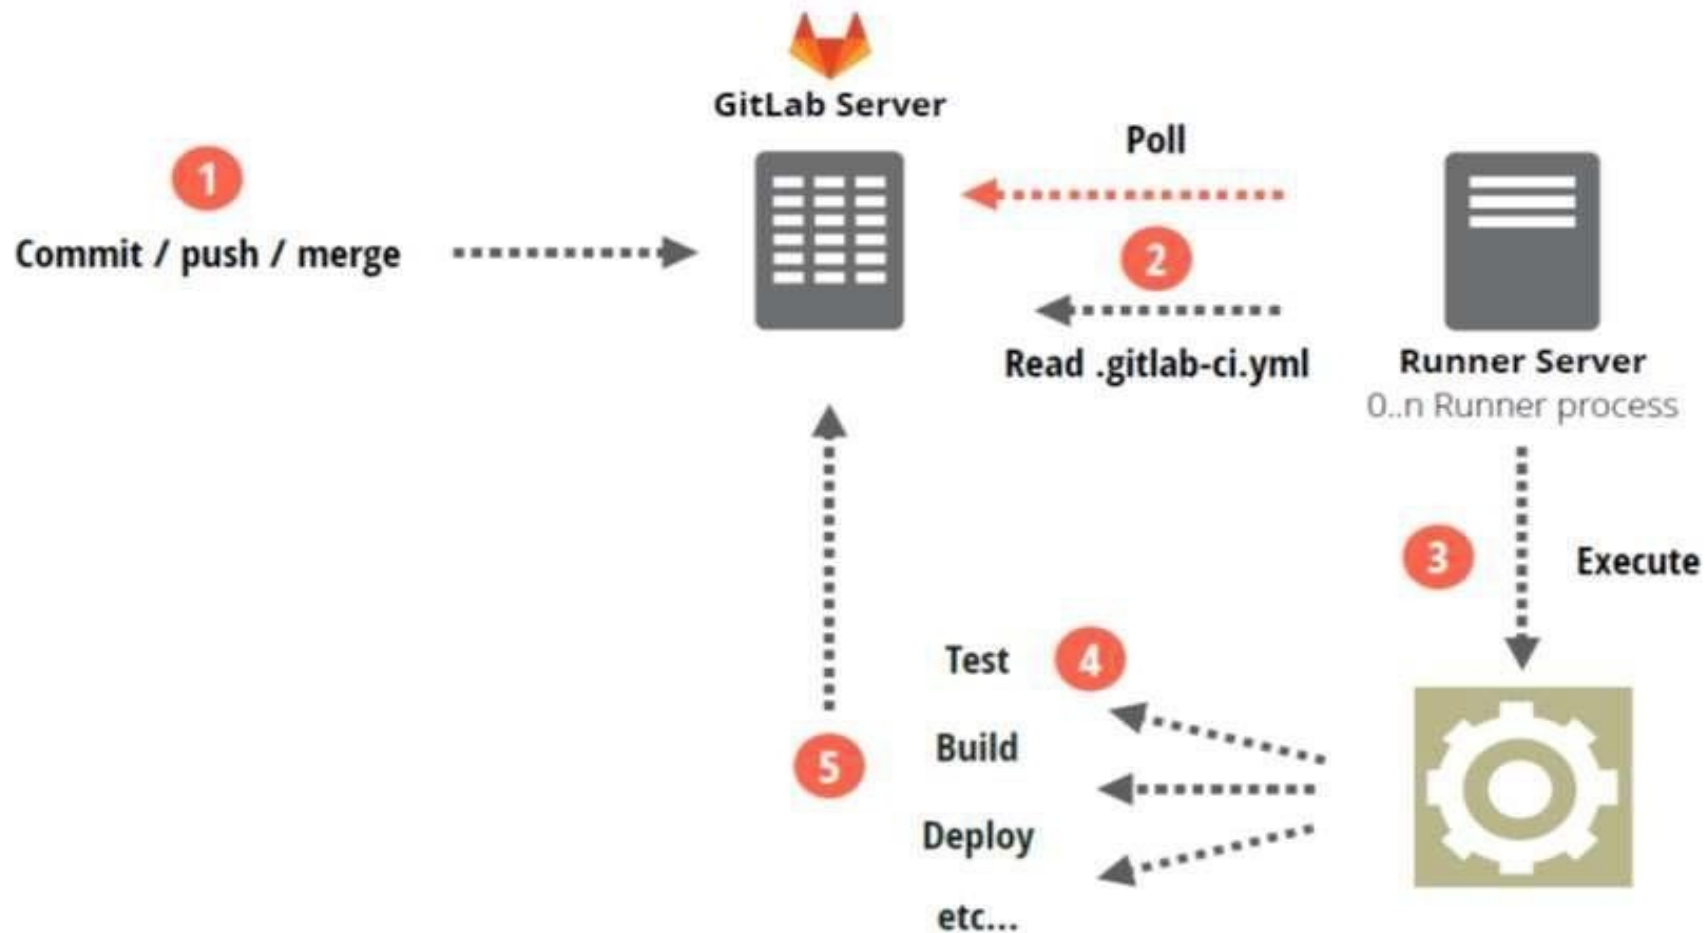 GitLab Server
1
Commit / push / merge
Poll
2
Read .gitlab-ci.yml
Runner Server
0..n Runner process
3
Execute
4
Test
Build
Deploy
etc...
5